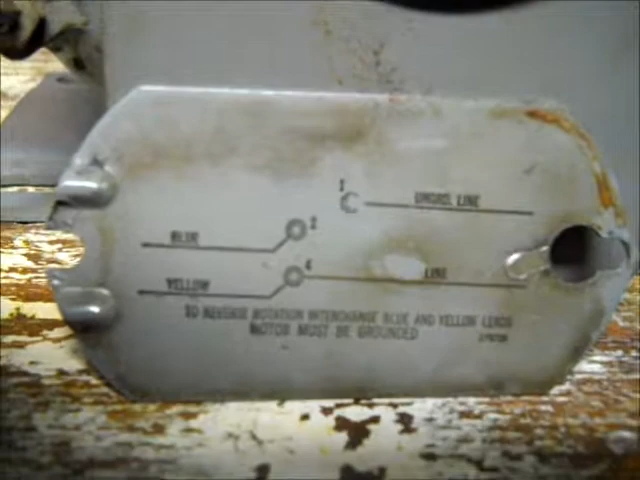 1 GRORD. LINE
BLUE 2
YELLOW 4 LINE
TO REVERSE ROTATION INTERCHANGE BLUE AND YELLOW LEADS
MOTOR MUST BE GROUNDED